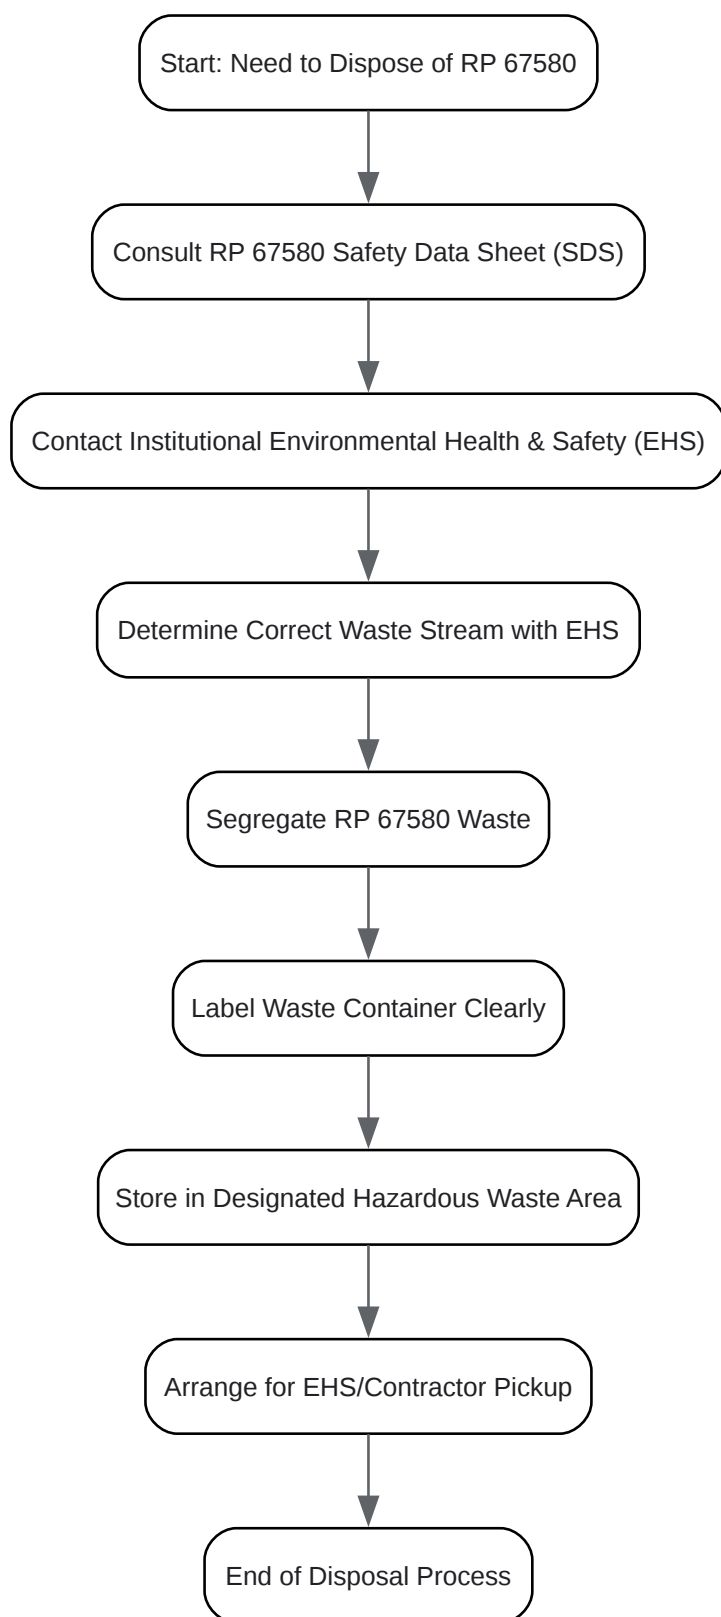 Start: Need to Dispose of RP 67580
Consult RP 67580 Safety Data Sheet (SDS)
Contact Institutional Environmental Health & Safety (EHS)
Determine Correct Waste Stream with EHS
Segregate RP 67580 Waste
Label Waste Container Clearly
Store in Designated Hazardous Waste Area
Arrange for EHS/Contractor Pickup
End of Disposal Process